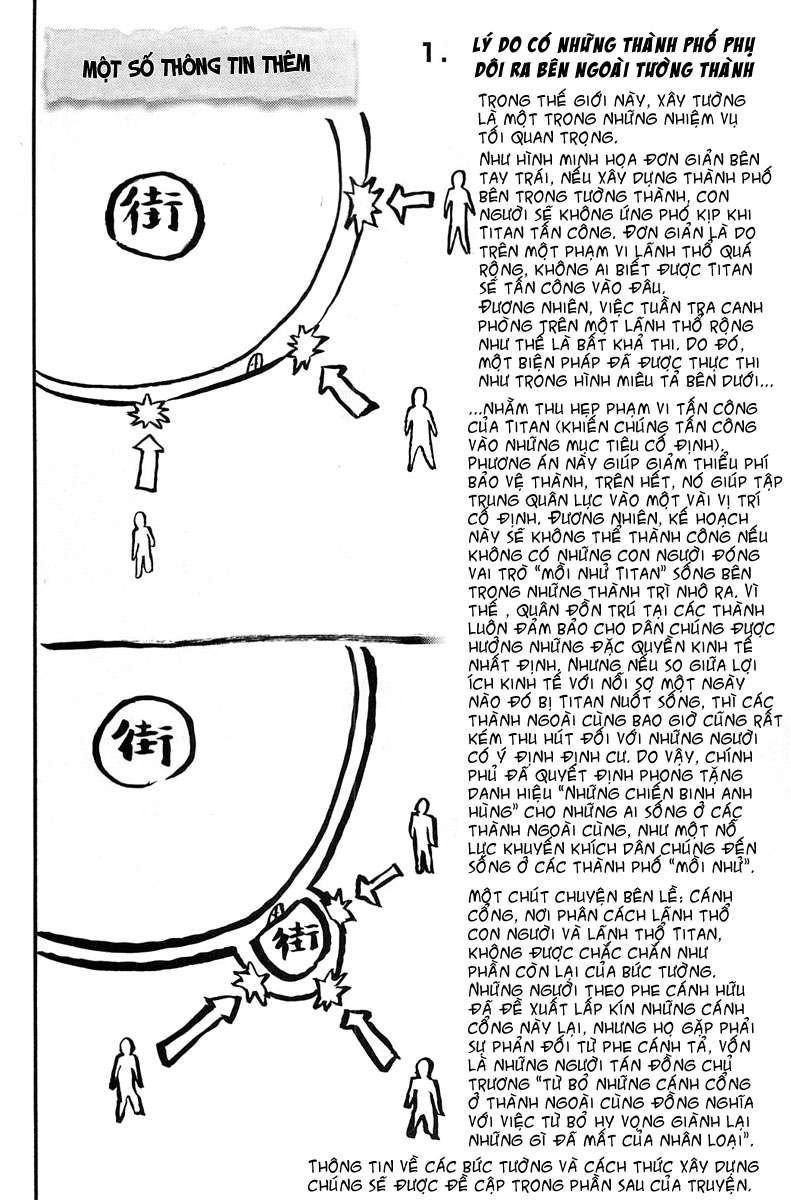 MỘT SỐ THÔNG TIN THÊM
1. LÝ DO CÓ NHỮNG THÀNH PHỐ PHỤ
DÔI RA BÊN NGOÀI TƯỜNG THÀNH
TRONG THẾ GIỚI NÀY, XÂY TƯỜNG
LÀ MỘT TRONG NHỮNG NHIỆM VỤ
TỐI QUAN TRỌNG.
NHƯ HÌNH MINH HỌA ĐƠN GIẢN BÊN
TAY TRÁI, NẾU XÂY DỰNG THÀNH PHỐ
BÊN TRONG TƯỜNG THÀNH, CON
NGƯỜI SẼ KHÔNG ỨNG PHÓ KỊP KHI
TITAN TẤN CÔNG. ĐƠN GIẢN LÀ DO
TRÊN MỘT PHẠM VI LÃNH THỔ QUÁ
RỘNG, KHÔNG AI BIẾT ĐƯỢC TITAN
SẼ TẤN CÔNG VÀO ĐÂU.
ĐƯƠNG NHIÊN, VIỆC TUẦN TRA CANH
PHÒNG TRÊN MỘT LÃNH THỔ RỘNG
NHƯ THẾ LÀ BẤT KHẢ THI. DO ĐÓ,
MỘT BIỆN PHÁP ĐÃ ĐƯỢC THỰC THI
NHƯ TRONG HÌNH MIÊU TẢ BÊN DƯỚI...
...NHẰM THU HẸP PHẠM VI TẤN CÔNG
CỦA TITAN (KHIẾN CHÚNG TẤN CÔNG
VÀO NHỮNG MỤC TIÊU CỐ ĐỊNH).
PHƯƠNG ÁN NÀY GIÚP GIẢM THIỂU PHÍ
BẢO VỆ THÀNH, TRÊN HẾT, NÓ GIÚP TẬP
TRUNG QUÂN LỰC VÀO MỘT VÀI VỊ TRÍ
CỐ ĐỊNH. ĐƯƠNG NHIÊN, KẾ HOẠCH
NÀY SẼ KHÔNG THỂ THÀNH CÔNG NẾU
KHÔNG CÓ NHỮNG CON NGƯỜI ĐÓNG
VAI TRÒ "MỒI NHỬ TITAN" SỐNG BÊN
TRONG NHỮNG THÀNH TRÌ NHÔ RA. VÌ
THẾ , QUÂN ĐỒN TRÚ TẠI CÁC THÀNH
LUÔN ĐẢM BẢO CHO DÂN CHÚNG ĐƯỢC
HƯỞNG NHỮNG ĐẶC QUYỀN KINH TẾ
NHẤT ĐỊNH. NHƯNG NẾU SO GIỮA LỢI
ÍCH KINH TẾ VỚI NỖI SỢ MỘT NGÀY
NÀO ĐÓ BỊ TITAN NUỐT SỐNG, THÌ CÁC
THÀNH NGOÀI CÙNG BAO GIỜ CŨNG RẤT
KÉM THU HÚT ĐỐI VỚI NHỮNG NGƯỜI
CÓ Ý ĐỊNH ĐỊNH CƯ. DO VẬY, CHÍNH
PHỦ ĐÃ QUYẾT ĐỊNH PHONG TẶNG
DANH HIỆU "NHỮNG CHIẾN BINH ANH
HÙNG" CHO NHỮNG AI SỐNG Ở CÁC
THÀNH NGOÀI CÙNG, NHƯ MỘT NỖ
LỰC KHUYẾN KHÍCH DÂN CHÚNG ĐẾN
SỐNG Ở CÁC THÀNH PHỐ "MỒI NHỬ".
MỘT CHÚT CHUYỆN BÊN LỀ: CÁNH
CỔNG, NƠI PHÂN CÁCH LÃNH THỔ
CON NGƯỜI VÀ LÃNH THỔ TITAN,
KHÔNG ĐƯỢC CHẮC CHẮN NHƯ
PHẦN CÒN LẠI CỦA BỨC TƯỜNG.
NHỮNG NGƯỜI THEO PHE CÁNH HỮU
ĐÃ ĐỀ XUẤT LẤP KÍN NHỮNG CÁNH
CỔNG NÀY LẠI, NHƯNG HỌ GẶP PHẢI
SỰ PHẢN ĐỐI TỪ PHE CÁNH TẢ, VỐN
LÀ NHỮNG NGƯỜI TÁN ĐỒNG CHỦ
TRƯƠNG "TỪ BỎ NHỮNG CÁNH CỔNG
Ở THÀNH NGOÀI CÙNG ĐỒNG NGHĨA
VỚI VIỆC TỪ BỎ HY VỌNG GIÀNH LẠI
NHỮNG GÌ ĐÃ MẤT CỦA NHÂN LOẠI".
THÔNG TIN VỀ CÁC BỨC TƯỜNG VÀ CÁCH THỨC XÂY DỰNG
CHÚNG SẼ ĐƯỢC ĐỀ CẬP TRONG PHẦN SAU CỦA TRUYỆN.
街
街
街